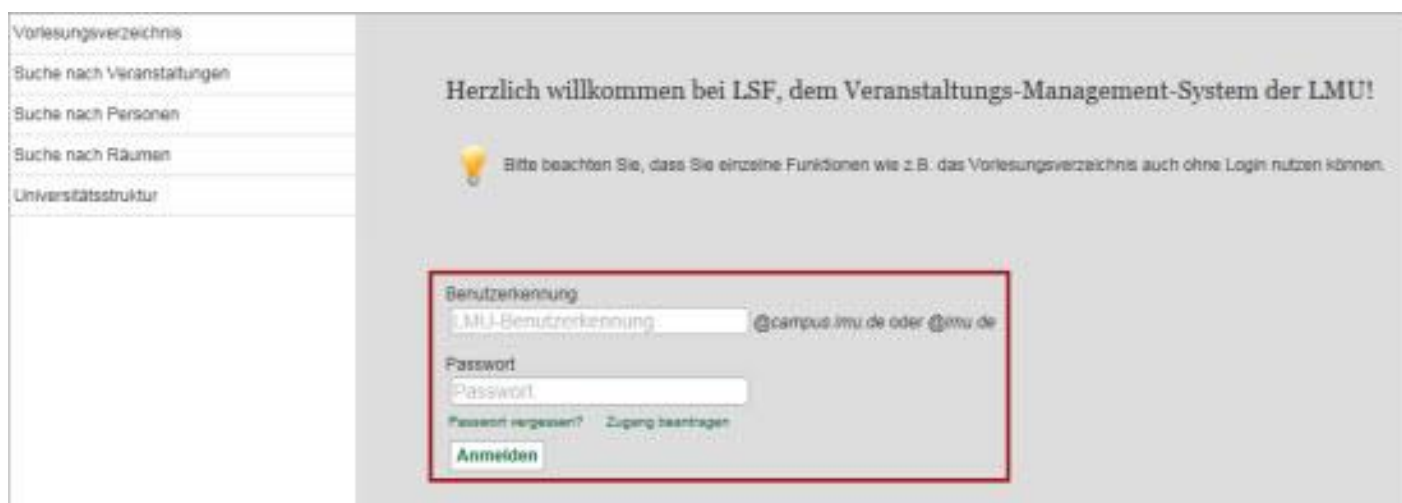 Vorlesungsverzeichnis
Suche nach Veranstaltungen
Suche nach Personen
Suche nach Räumen
Universitätsstruktur
Herzlich willkommen bei LSF, dem Veranstaltungs-Management-System der LMU!
Bitte beachten Sie, dass Sie einzelne Funktionen wie z.B. das Vorlesungsverzeichnis auch ohne Login nutzen können.
Benutzerkennung
LMU-Benutzerkennung @campus.lmu.de oder @lmu.de
Passwort
Passwort
Passwort vergessen? Zugang beantragen
Anmelden